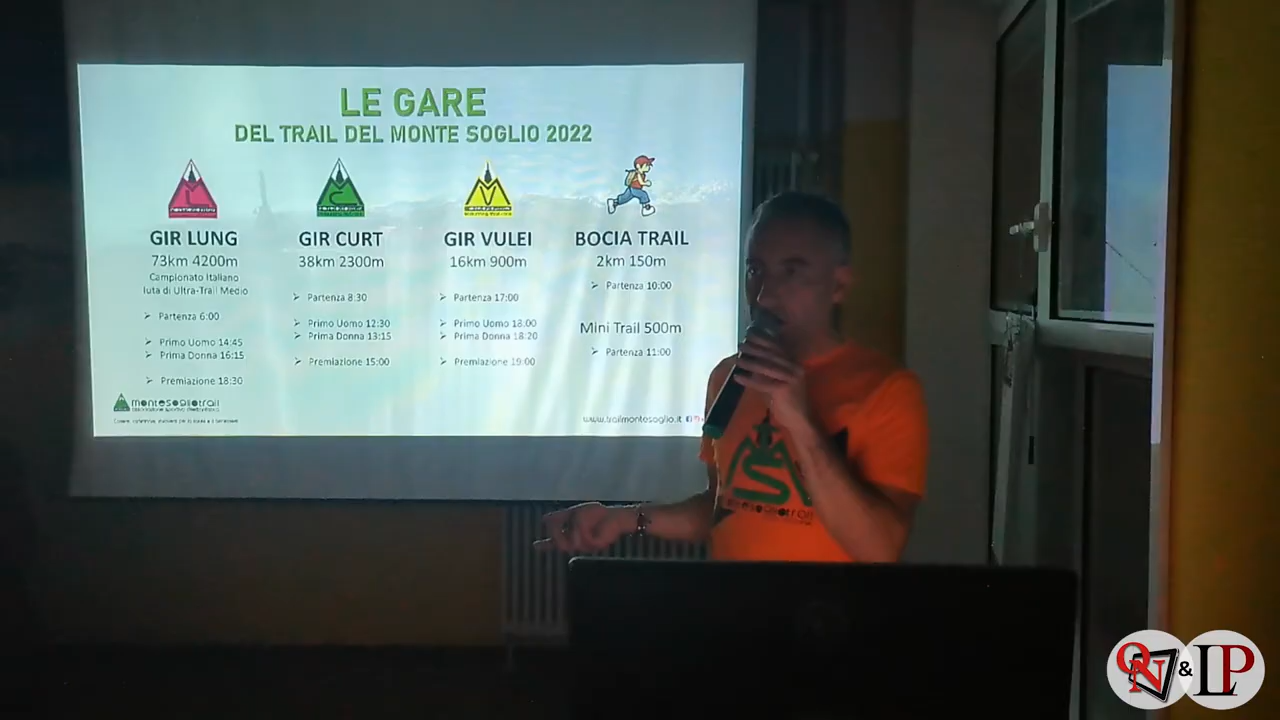 LE GARE
DEL TRAIL DEL MONTE SOGLIO 2022
GIR LUNG
73km 4200m
Campionato Italiano
Iuta di Ultra-Trail Medio
➢ Partenza 6:00
➢ Primo Uomo 14:45
➢ Prima Donna 16:15
➢ Premiazione 18:30
GIR CURT
38km 2300m
➢ Partenza 8:30
➢ Primo Uomo 12:30
➢ Prima Donna 13:15
➢ Premiazione 15:00
GIR VULEI
16km 900m
➢ Partenza 17:00
➢ Primo Uomo 18:00
➢ Prima Donna 18:20
➢ Premiazione 19:00
BOCIA TRAIL
2km 150m
➢ Partenza 10:00
Mini Trail 500m
➢ Partenza 11:00
montesogliotrail
www.trailmontesoglio.it
montesogliotrail
QN & LP